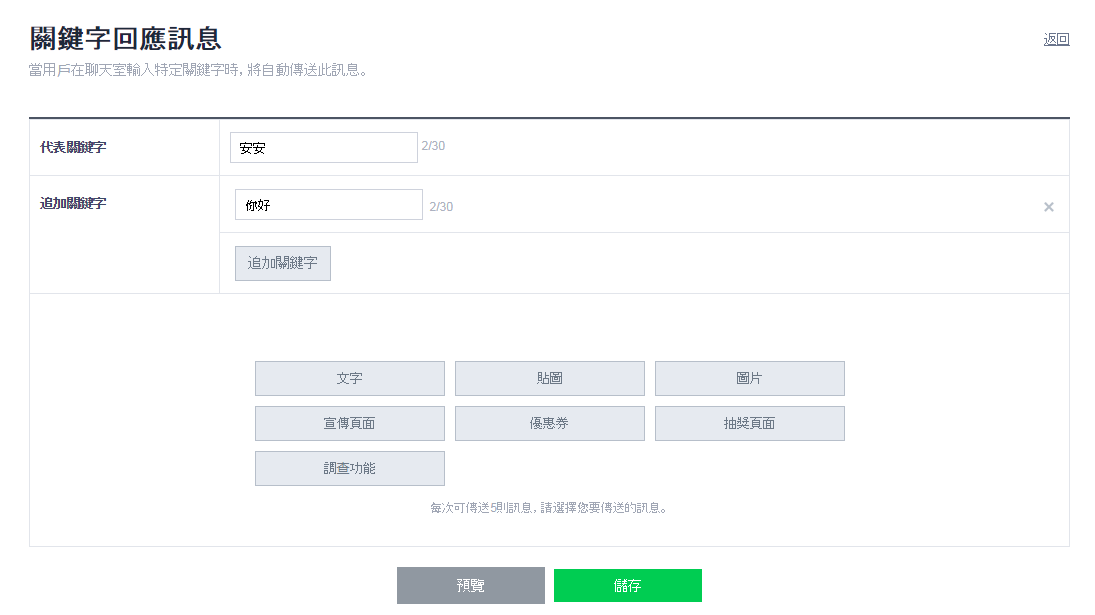 關鍵字回應訊息
返回
當用戶在聊天室輸入特定關鍵字時, 將自動傳送此訊息。
代表關鍵字
安安 2/30
追加關鍵字
你好 2/30 ×
追加關鍵字
文字 貼圖 圖片
宣傳頁面 優惠券 抽獎頁面
調查功能
每次可傳送5則訊息, 請選擇您要傳送的訊息。
預覽 儲存